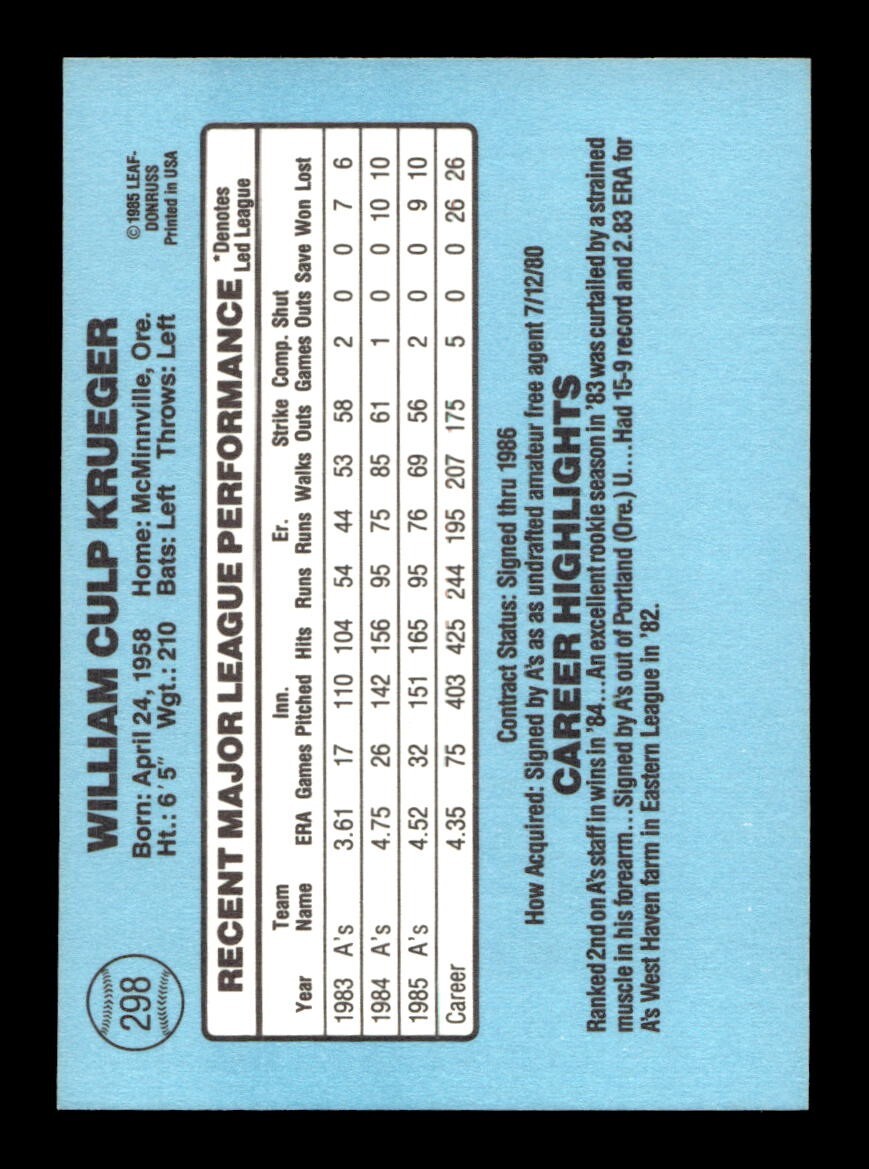 298
WILLIAM CULP KRUEGER
Born: April 24, 1958 Home: McMinnville, Ore.
Ht.: 6′5″ Wgt.: 210 Bats: Left Throws: Left
© 1985 LEAF-
DONRUSS
Printed in USA
RECENT MAJOR LEAGUE PERFORMANCE
*Denotes
Led League
Team Inn. Er. Strike Comp. Shut
Year Name ERA Games Pitched Hits Runs Runs Walks Outs Games Outs Save Won Lost
1983 A's 3.61 17 110 104 54 44 53 58 2 0 0 7 6
1984 A's 4.75 26 142 156 95 75 85 61 1 0 0 10 10
1985 A's 4.52 32 151 165 95 76 69 56 2 0 0 9 10
Career 4.35 75 403 425 244 195 207 175 5 0 0 26 26
Contract Status: Signed thru 1986
How Acquired: Signed by A's as as undrafted amateur free agent 7/12/80
CAREER HIGHLIGHTS
Ranked 2nd on A's staff in wins in '84...An excellent rookie season in '83 was curtailed by a strained
muscle in his forearm...Signed by A's out of Portland (Ore.) U....Had 15-9 record and 2.83 ERA for
A's West Haven farm in Eastern League in '82.